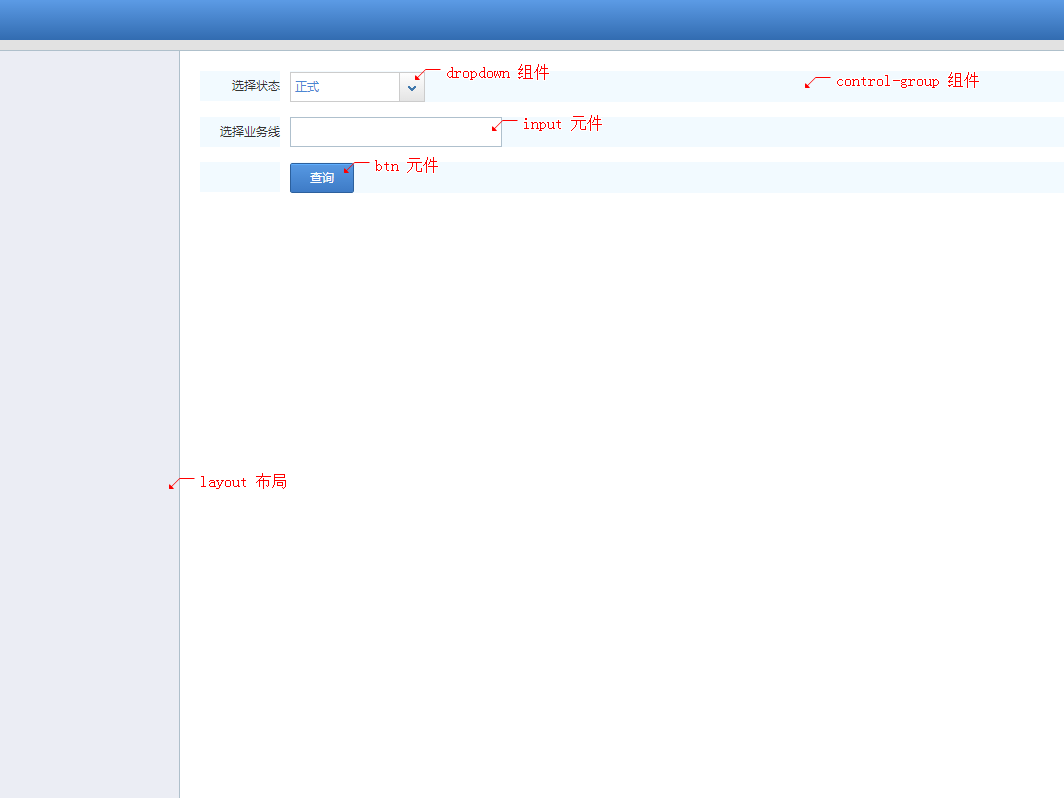 选择状态 正式 dropdown 组件 control-group 组件
选择业务线 input 元件
查询 btn 元件
layout 布局